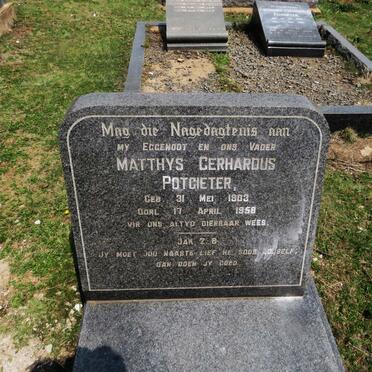 Mag die Nagedagtenis aan
my Eggenoot en ons Vader
MATTHYS GERHARDUS
POTGIETER,
Geb 31 Mei 1903
Oorl 17 April 1958
vir ons altyd dierbaar wees.
Jak 2:8
Jy moet jou naaste lief hê soos jouself,
dan doen jy goed.